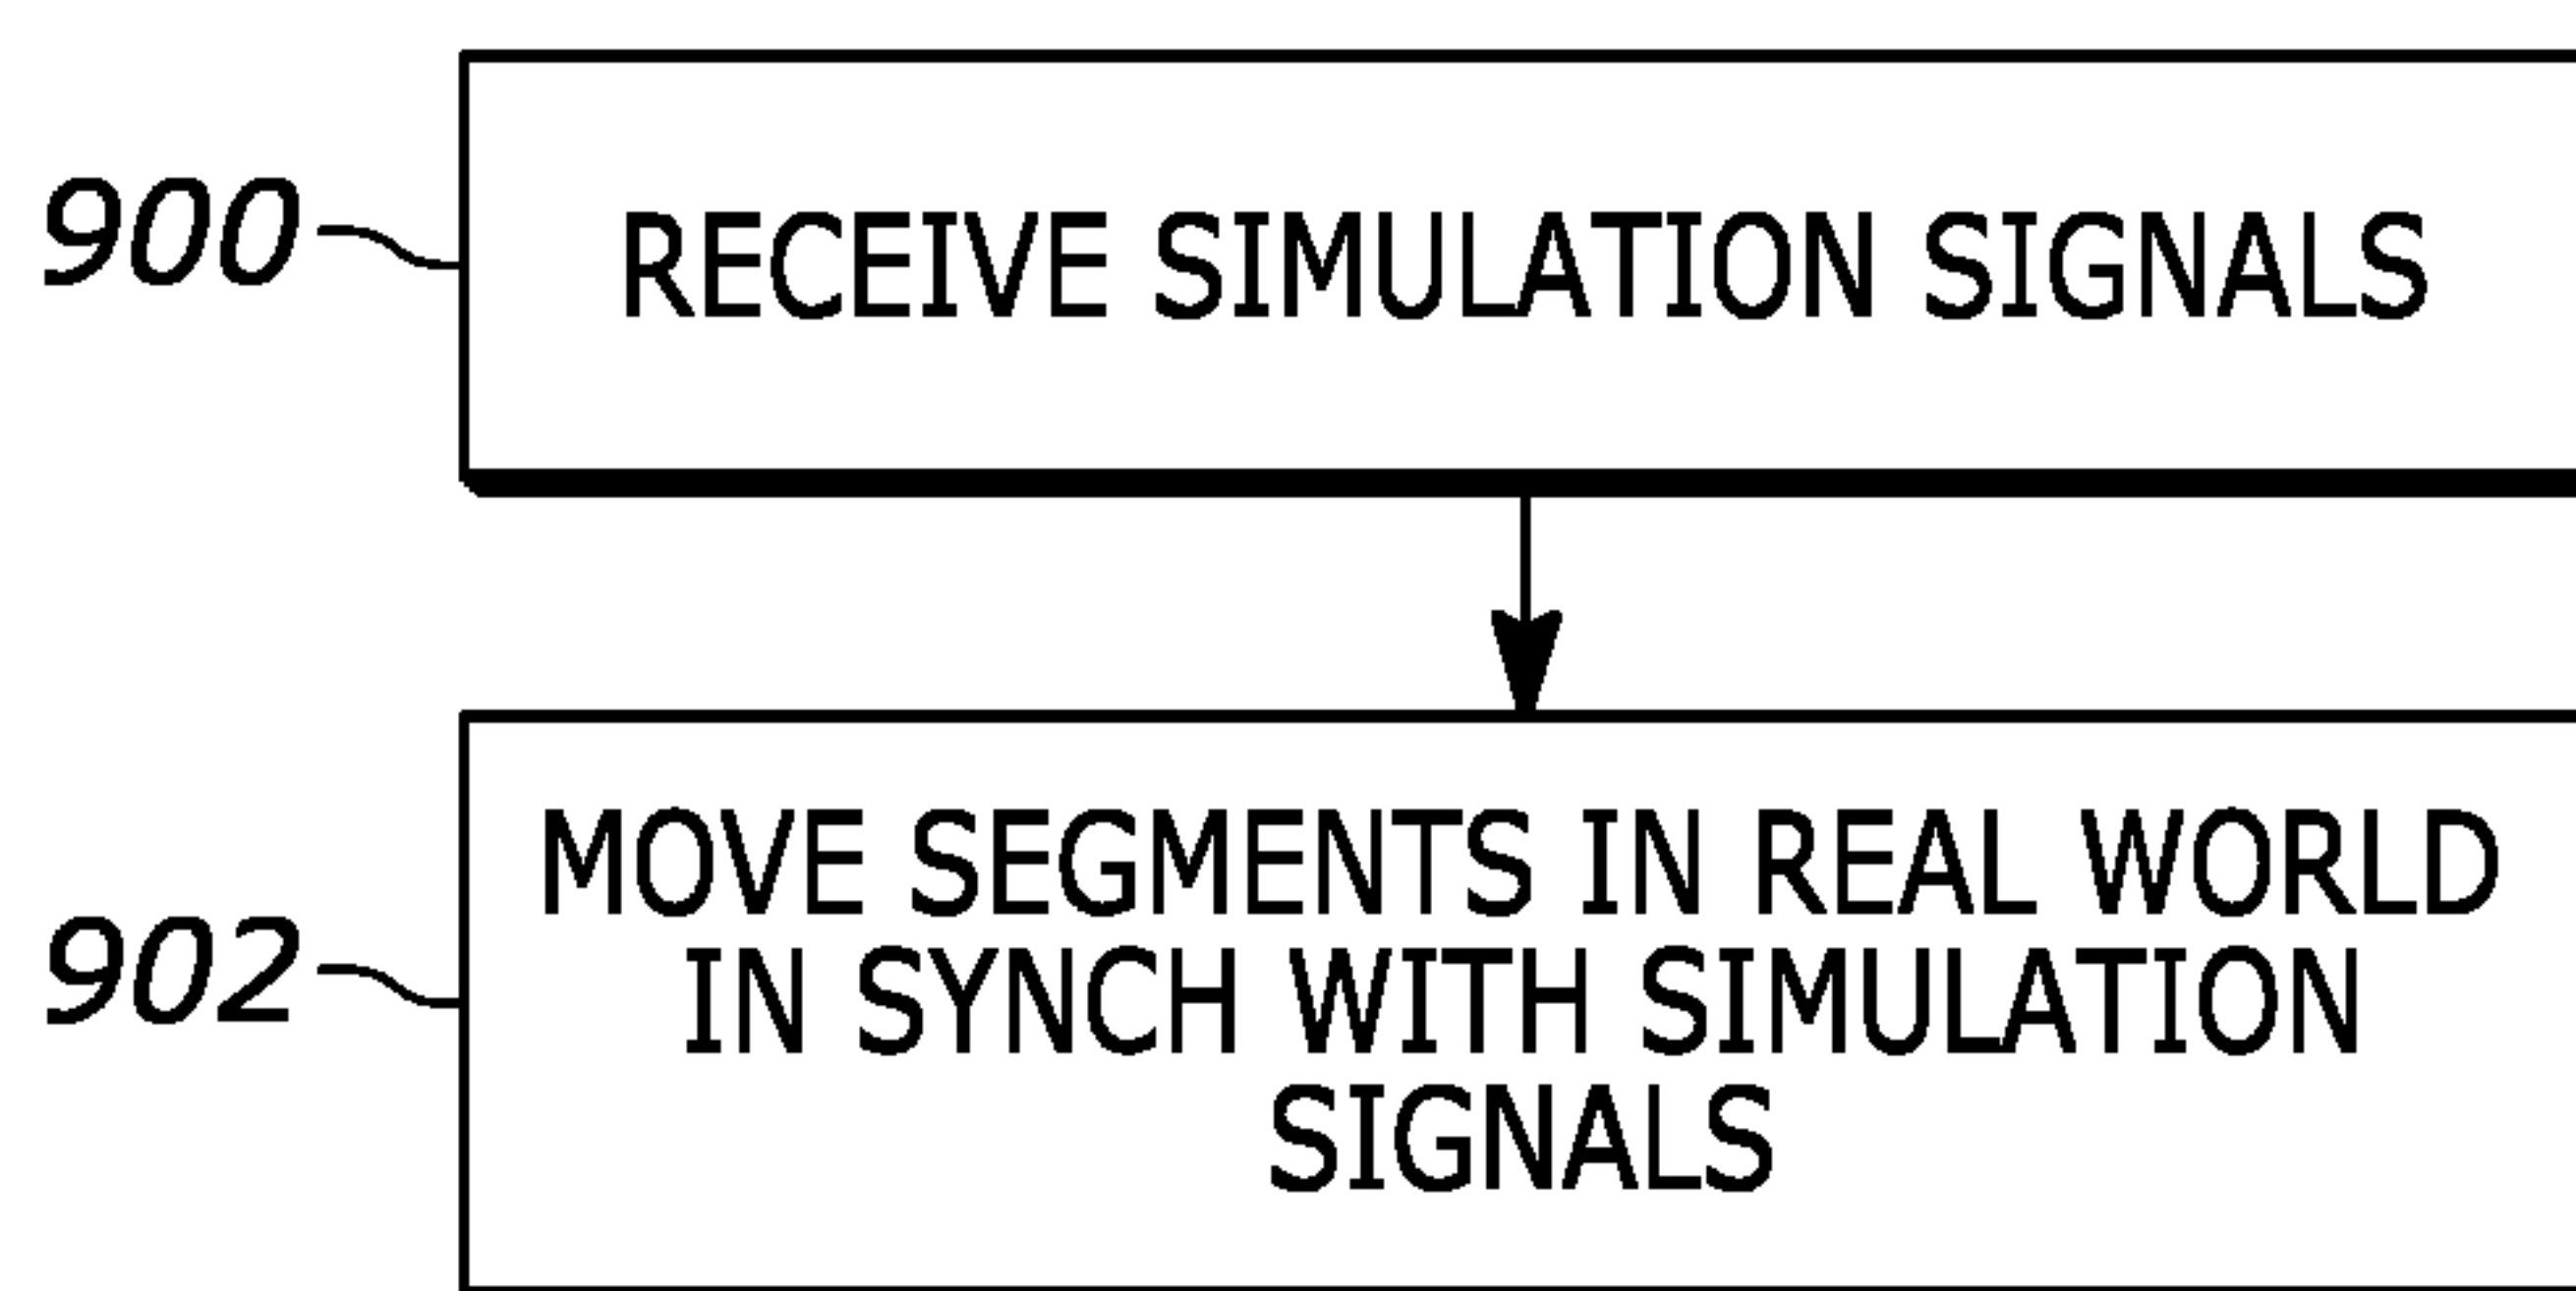 900
RECEIVE SIMULATION SIGNALS
902
MOVE SEGMENTS IN REAL WORLD
IN SYNCH WITH SIMULATION
SIGNALS